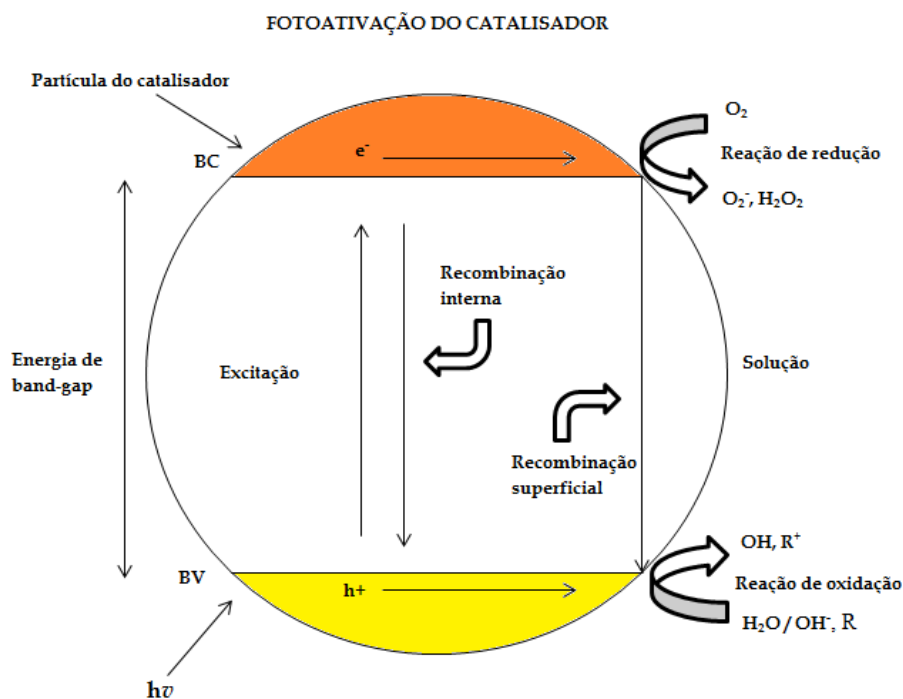 FOTOATIVAÇÃO DO CATALISADOR
Partícula do catalisador
BC
e⁻
O₂
Reação de redução
O₂⁻, H₂O₂
Recombinação
interna
Energia de
band-gap
Excitação
Solução
Recombinação
superficial
BV
h+
OH, R⁺
Reação de oxidação
H₂O / OH⁻, R
hν